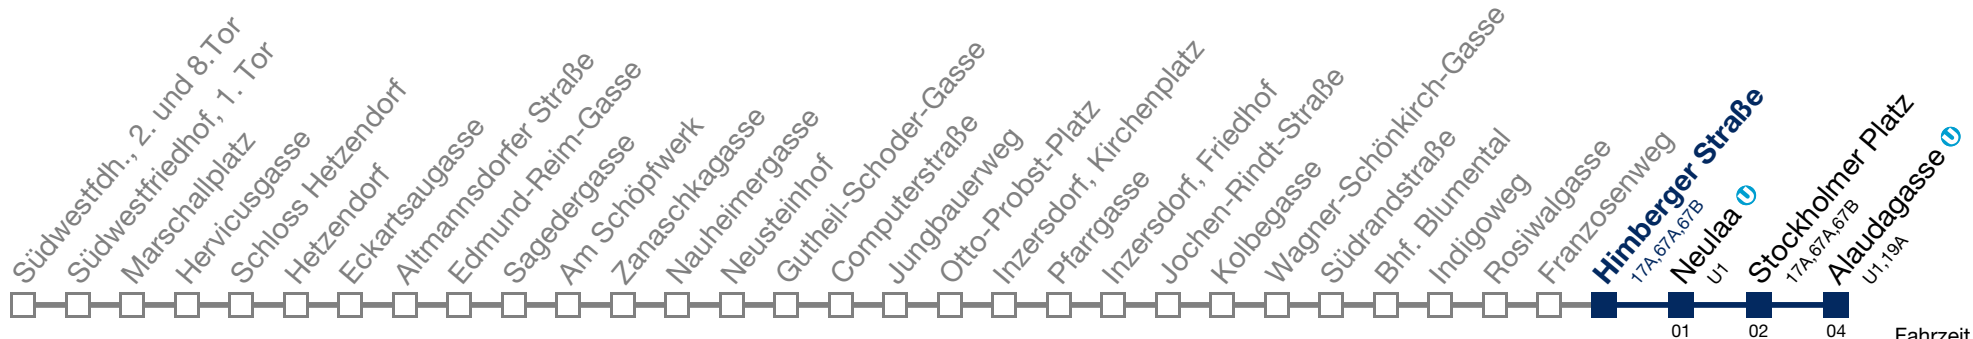 Südwestfdh., 2. und 8.Tor
Südwestfriedhof, 1. Tor
Marschallplatz
Hervicusgasse
Schloss Hetzendorf
Hetzendorf
Eckartsaugasse
Altmannsdorfer Straße
Edmund-Reim-Gasse
Sagedergasse
Am Schöpfwerk
Zanaschkagasse
Nauheimergasse
Neusteinhof
Gutheil-Schoder-Gasse
Computerstraße
Jungbauerweg
Otto-Probst-Platz
Inzersdorf, Kirchenplatz
Pfarrgasse
Inzersdorf, Friedhof
Jochen-Rindt-Straße
Kolbegasse
Wagner-Schönkirch-Gasse
Südrandstraße
Bhf. Blumental
Indigoweg
Rosiwalgasse
Franzosenweg
Himberger Straße
17A,67A,67B
Neulaa U
U1
Stockholmer Platz
17A,67A,67B
Alaudagasse U
U1,19A
01
02
04
Fahrzeit